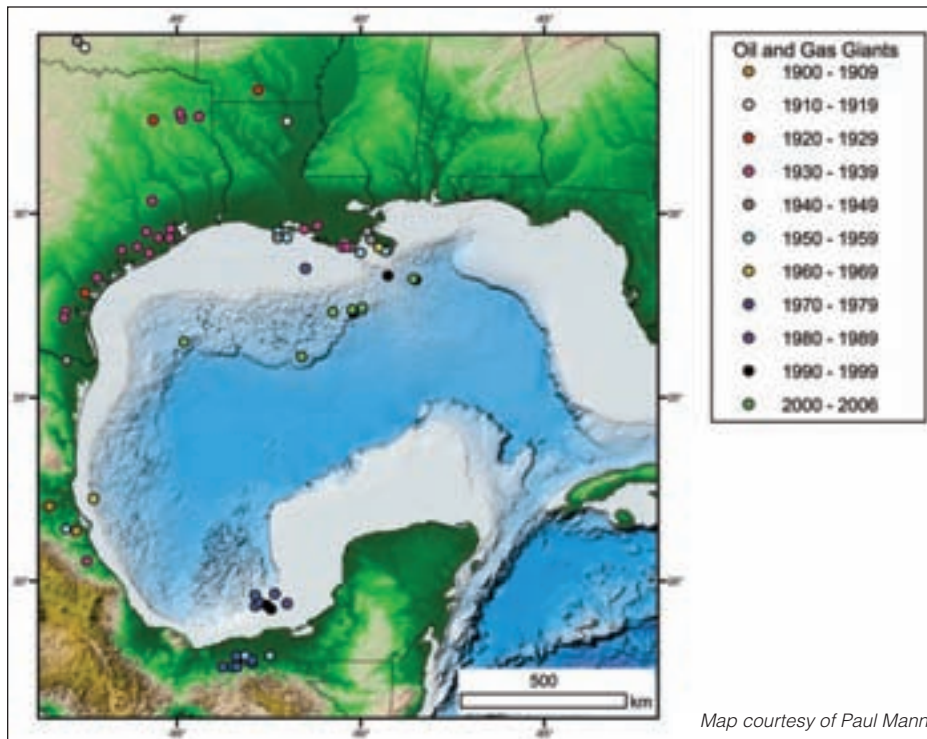 Oil and Gas Giants
1900 - 1909
1910 - 1919
1920 - 1929
1930 - 1939
1940 - 1949
1950 - 1959
1960 - 1969
1970 - 1979
1980 - 1989
1990 - 1999
2000 - 2006
500
km
Map courtesy of Paul Mann